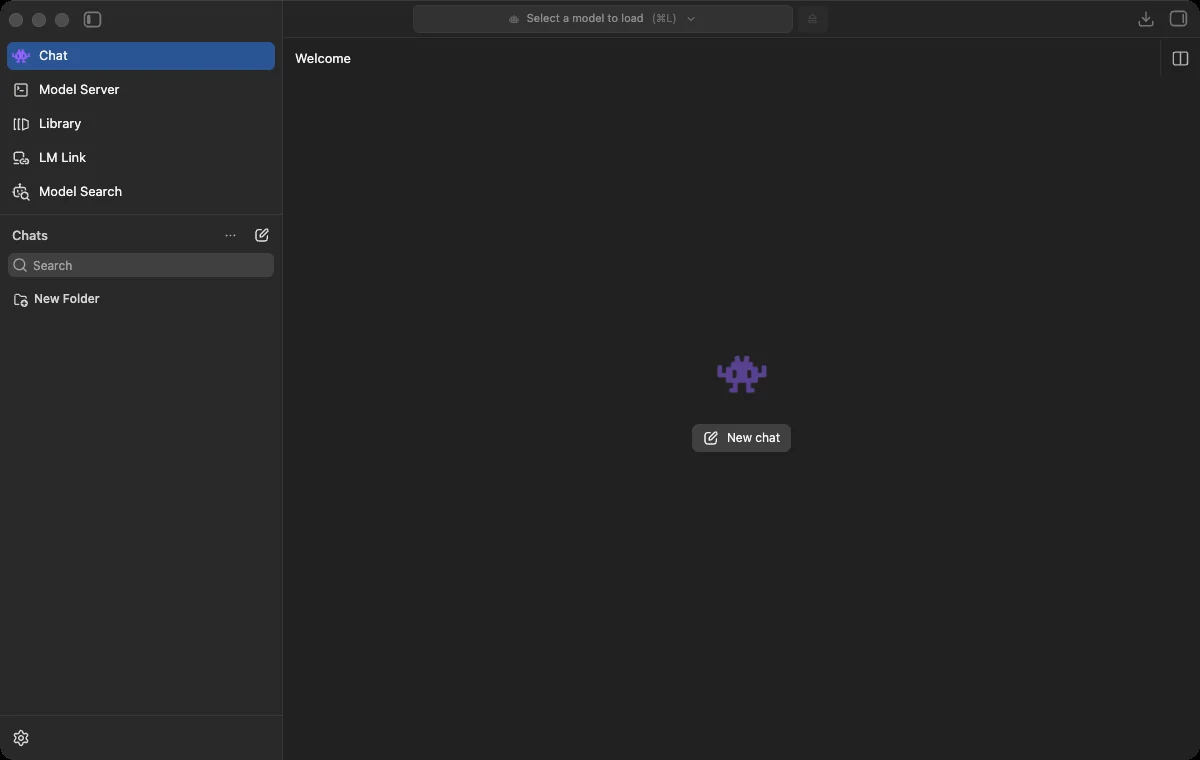 Select a model to load (⌘L)
Chat
Welcome
Model Server
Library
LM Link
Model Search
Chats
Search
New Folder
New chat